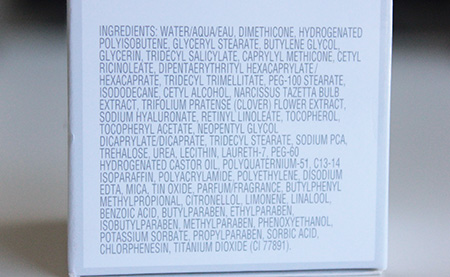 INGREDIENTS: WATER/AQUA/EAU, DIMETHICONE, HYDROGENATED
POLYISOBUTENE, GLYCERYL STEARATE, BUTYLENE GLYCOL,
GLYCERIN, TRIDECYL SALICYLATE, CAPRYLYL METHICONE, CETYL
RICINOLEATE, DIPENTAERYTHRITYL HEXACAPRYLATE/
HEXACAPRATE, TRIDECYL TRIMELLITATE, PEG-100 STEARATE,
ISODODECANE, CETYL ALCOHOL, NARCISSUS TAZETTA BULB
EXTRACT, TRIFOLIUM PRATENSE (CLOVER) FLOWER EXTRACT,
SODIUM HYALURONATE, RETINYL LINOLEATE, TOCOPHEROL,
TOCOPHERYL ACETATE, NEOPENTYL GLYCOL
DICAPRYLATE/DICAPRATE, TRIDECYL STEARATE, SODIUM PCA,
TREHALOSE, UREA, LECITHIN, LAURETH-7, PEG-60
HYDROGENATED CASTOR OIL, POLYQUATERNIUM-51, C13-14
ISOPARAFFIN, POLYACRYLAMIDE, POLYETHYLENE, DISODIUM
EDTA, MICA, TIN OXIDE, PARFUM/FRAGRANCE, BUTYLPHENYL
METHYLPROPIONAL, CITRONELLOL, LIMONENE, LINALOOL,
BENZOIC ACID, BUTYLPARABEN, ETHYLPARABEN,
ISOBUTYLPARABEN, METHYLPARABEN, PHENOXYETHANOL,
POTASSIUM SORBATE, PROPYLPARABEN, SORBIC ACID,
CHLORPHENESIN, TITANIUM DIOXIDE (CI 77891).